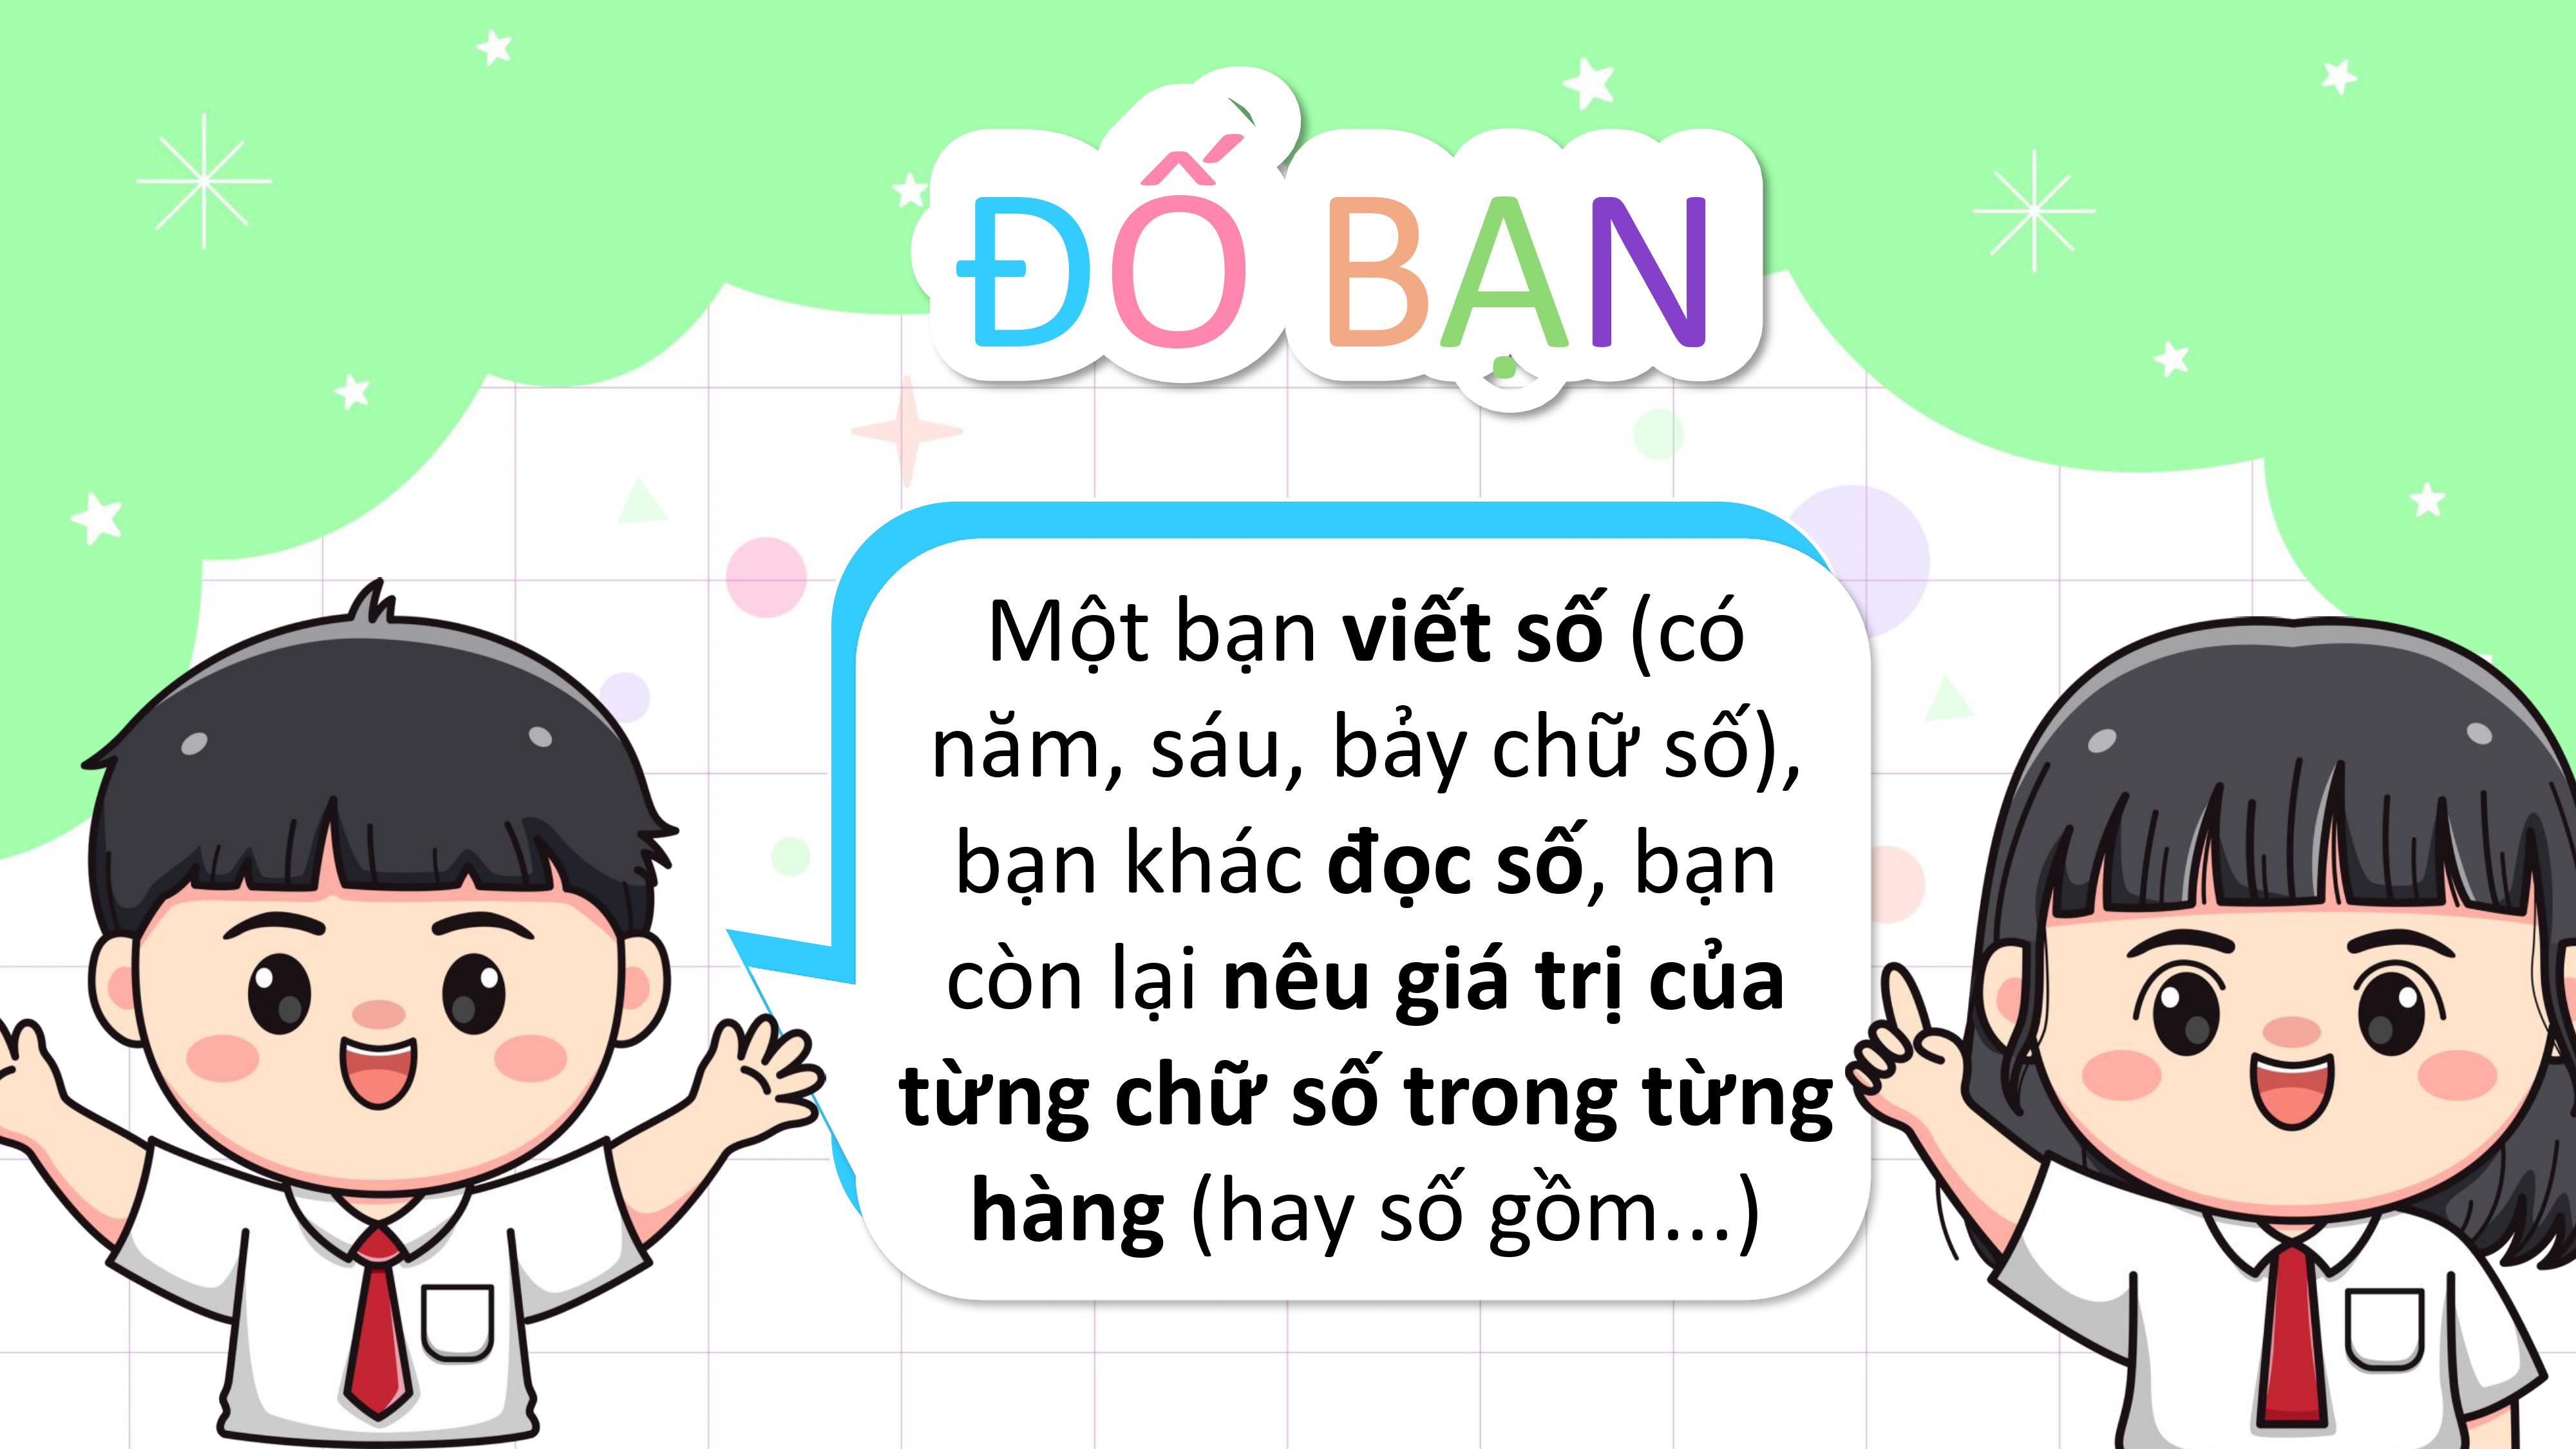 ĐỐ BẠN
Một bạn viết số (có
năm, sáu, bảy chữ số),
bạn khác đọc số, bạn
còn lại nêu giá trị của
từng chữ số trong từng
hàng (hay số gồm...)